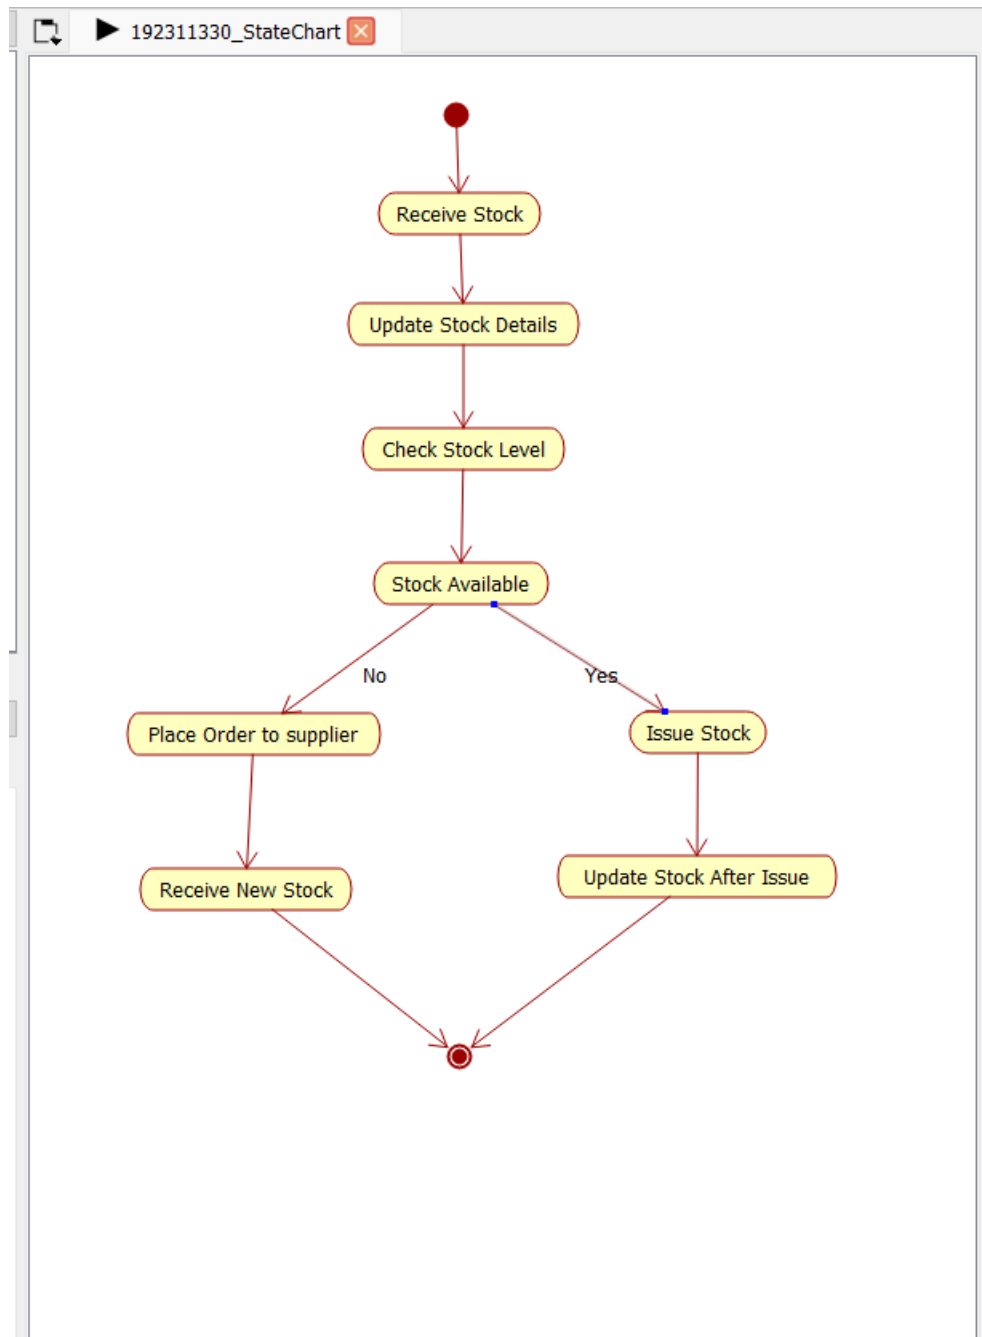 192311330_StateChart
Receive Stock
Update Stock Details
Check Stock Level
Stock Available
No
Yes
Place Order to supplier
Issue Stock
Receive New Stock
Update Stock After Issue